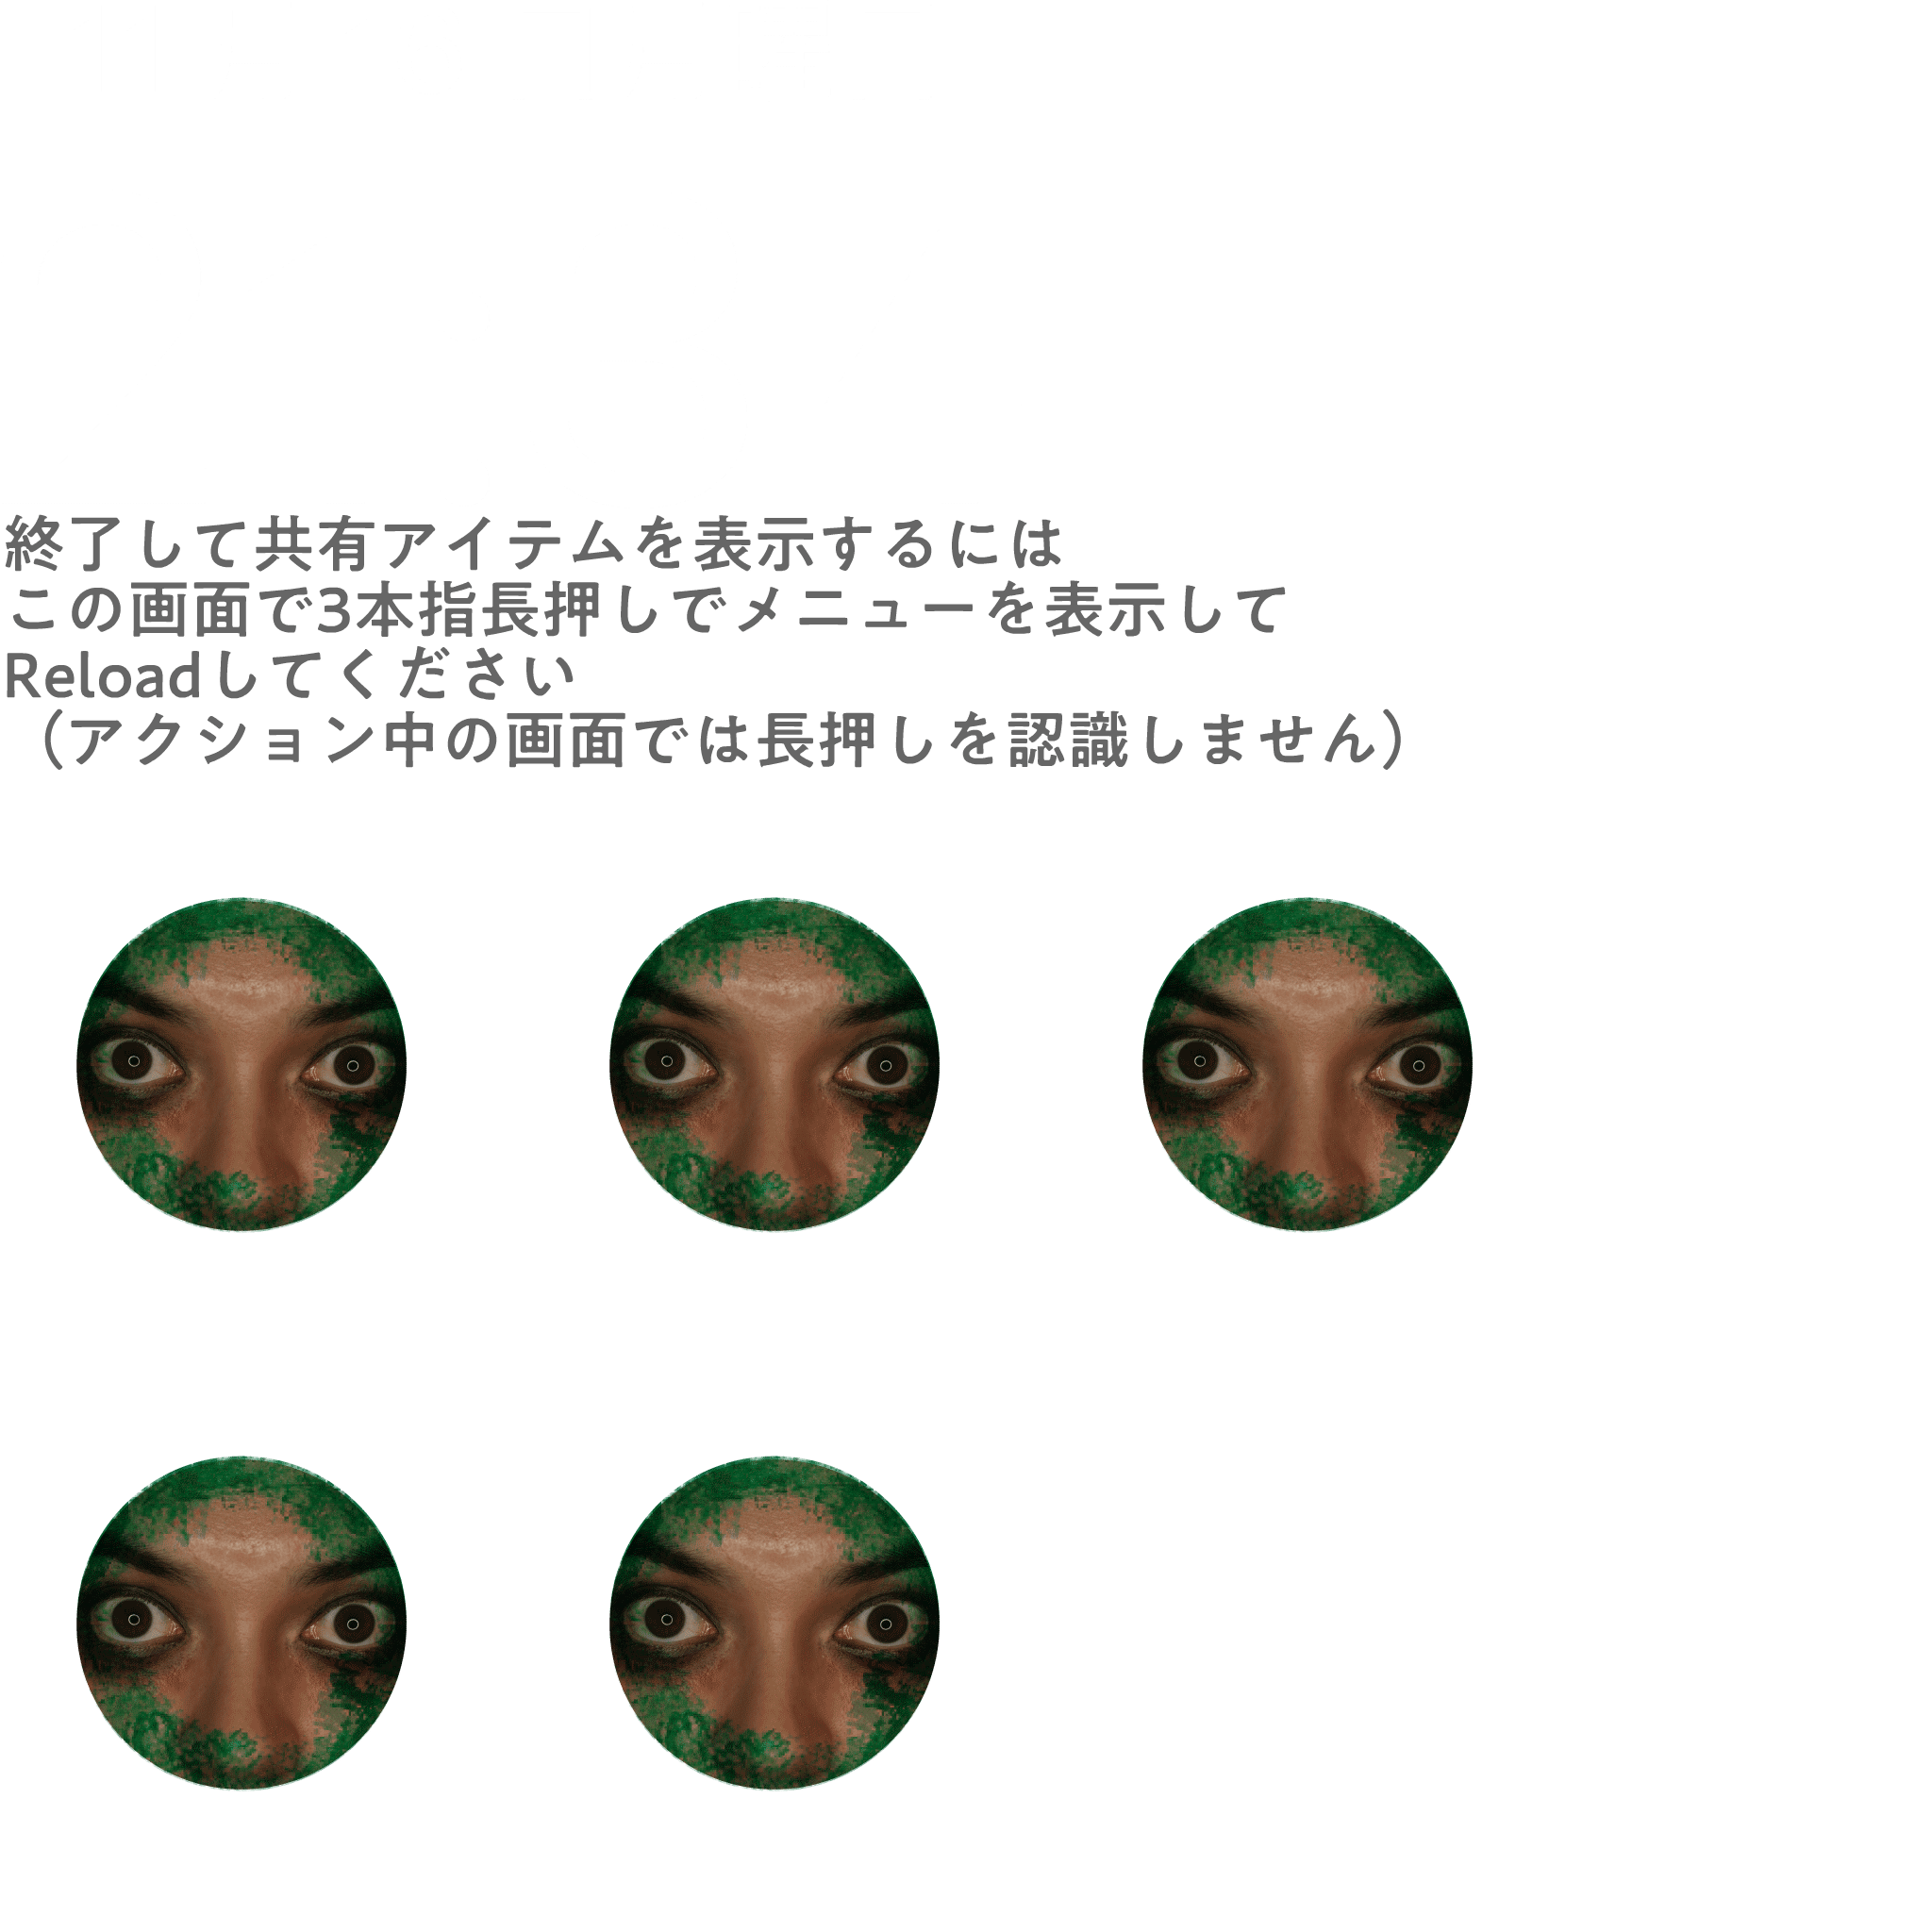 終了して共有アイテムを表示するには
この画面で3本指長押しでメニューを表示して
Reloadしてください
（アクション中の画面では長押しを認識しません）